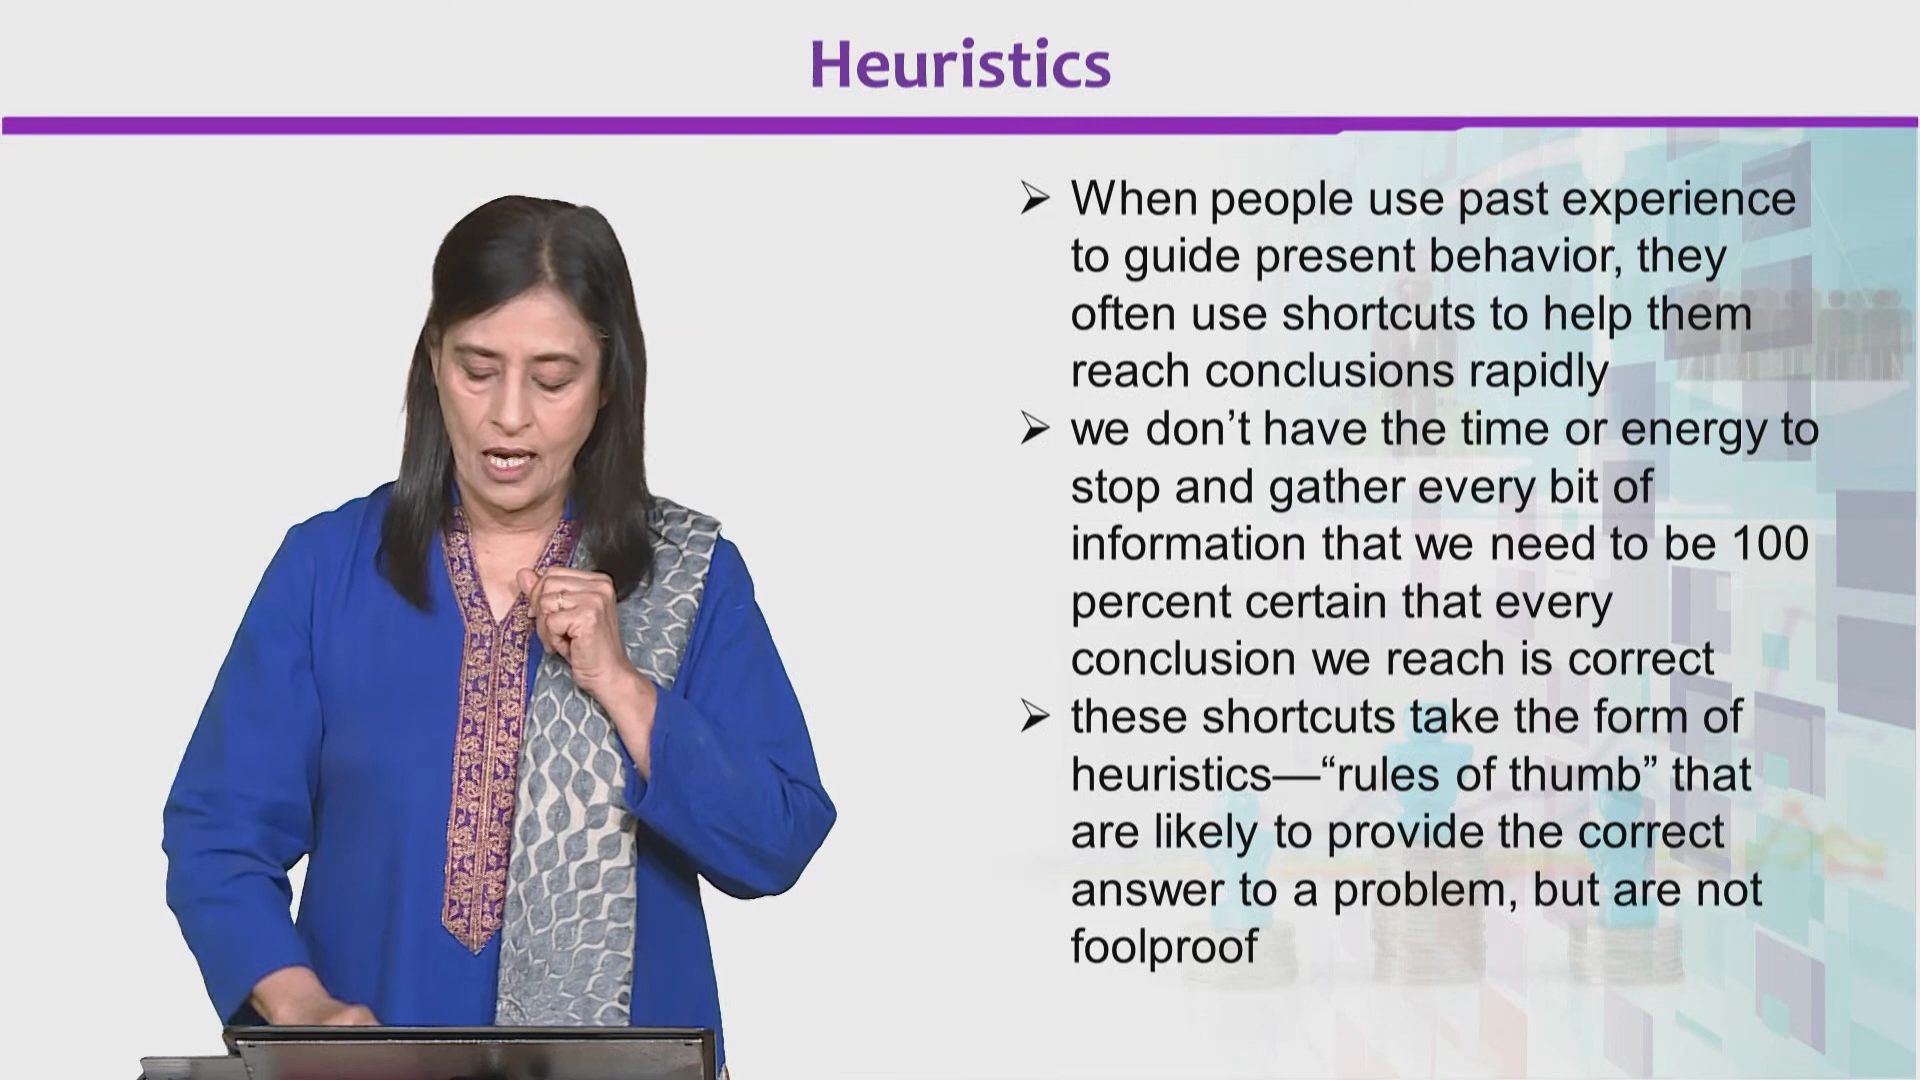 Heuristics
➢ When people use past experience
to guide present behavior, they
often use shortcuts to help them
reach conclusions rapidly
➢ we don’t have the time or energy to
stop and gather every bit of
information that we need to be 100
percent certain that every
conclusion we reach is correct
➢ these shortcuts take the form of
heuristics—“rules of thumb” that
are likely to provide the correct
answer to a problem, but are not
foolproof